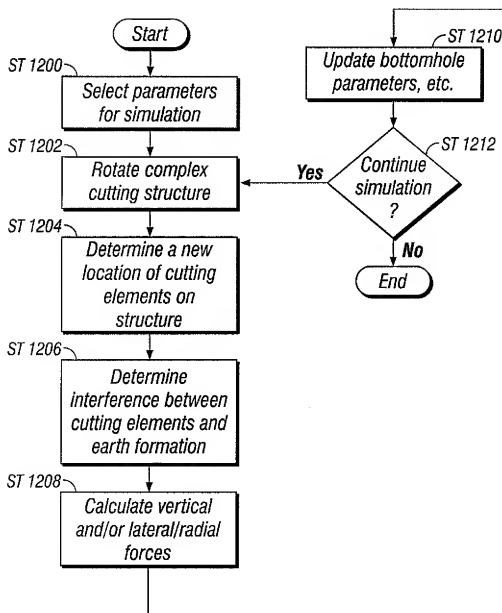 Start
ST 1200
Select parameters
for simulation
ST 1202
Rotate complex
cutting structure
ST 1204
Determine a new
location of cutting
elements on
structure
ST 1206
Determine
interference between
cutting elements and
earth formation
ST 1208
Calculate vertical
and/or lateral/radial
forces
ST 1210
Update bottomhole
parameters, etc.
ST 1212
Continue
simulation
?
Yes
No
End